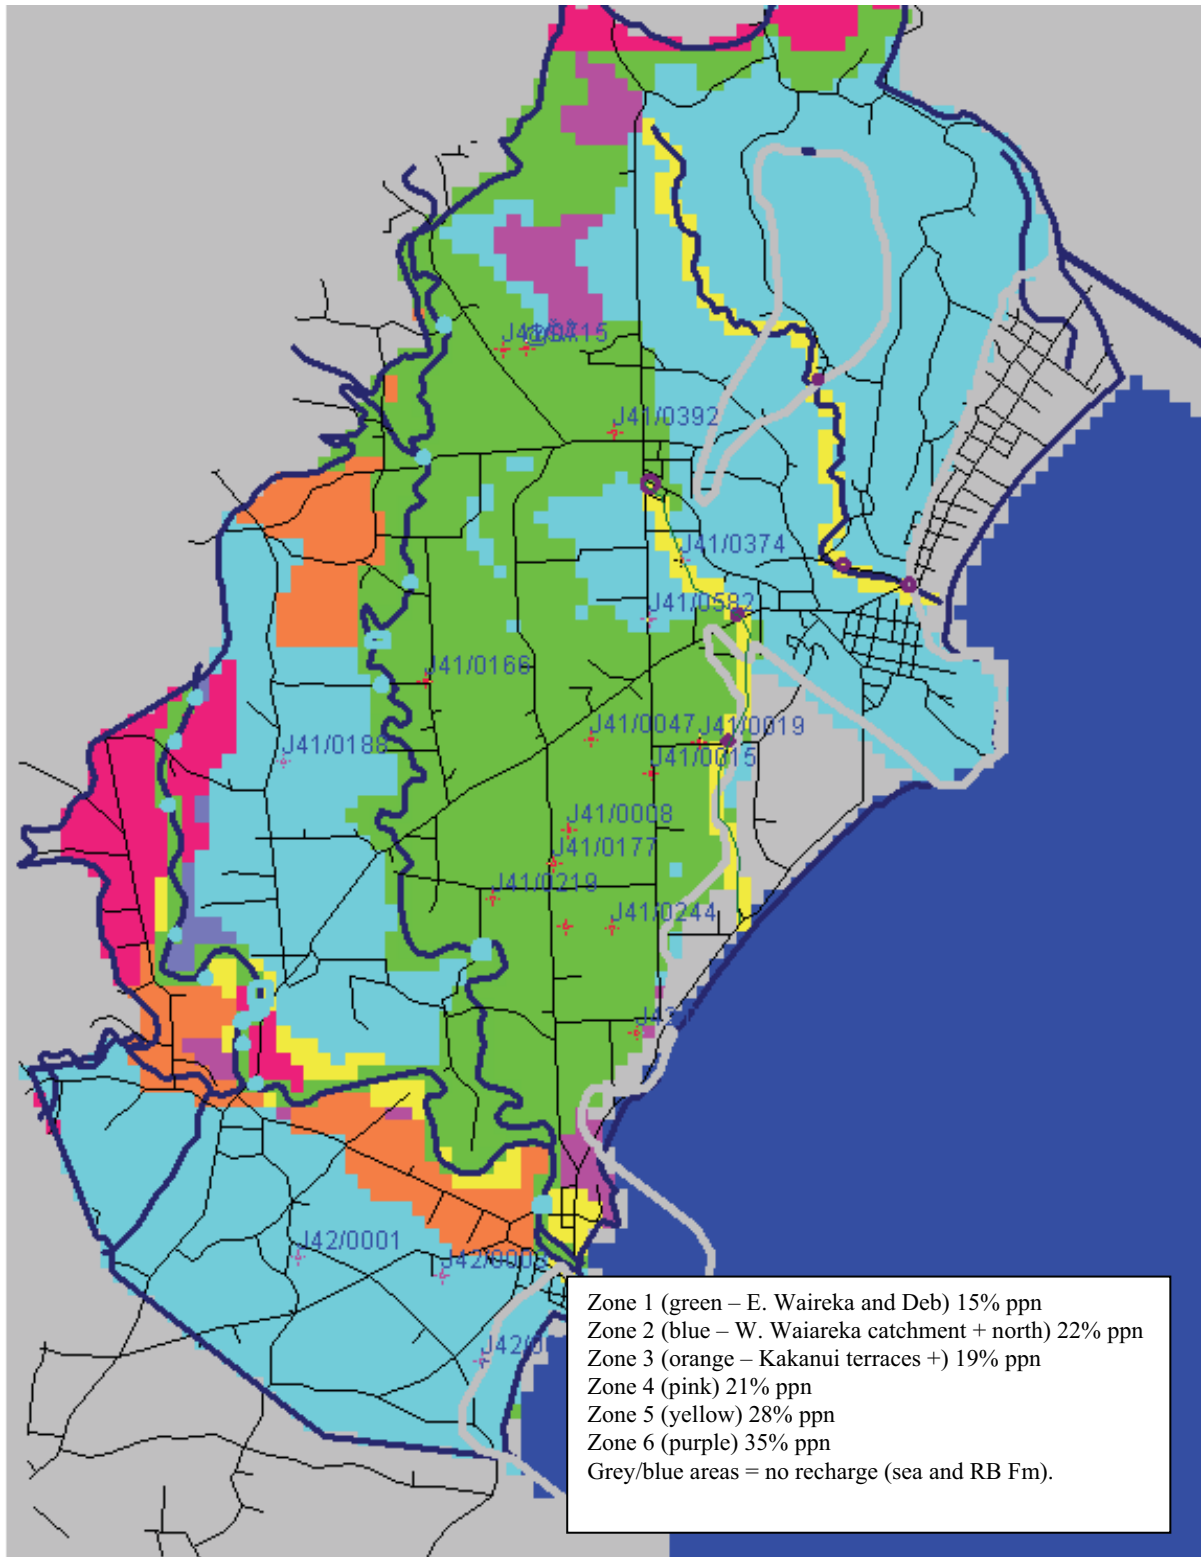 J41/0392
J41/0374
J41/0582
J41/0166
J41/0047
J41/0019
J41/0188
J41/0015
J41/0008
J41/0177
J41/0219
J41/0244
J42/0001
Zone 1 (green – E. Waireka and Deb) 15% ppn
Zone 2 (blue – W. Waiareka catchment + north) 22% ppn
Zone 3 (orange – Kakanui terraces +) 19% ppn
Zone 4 (pink) 21% ppn
Zone 5 (yellow) 28% ppn
Zone 6 (purple) 35% ppn
Grey/blue areas = no recharge (sea and RB Fm).